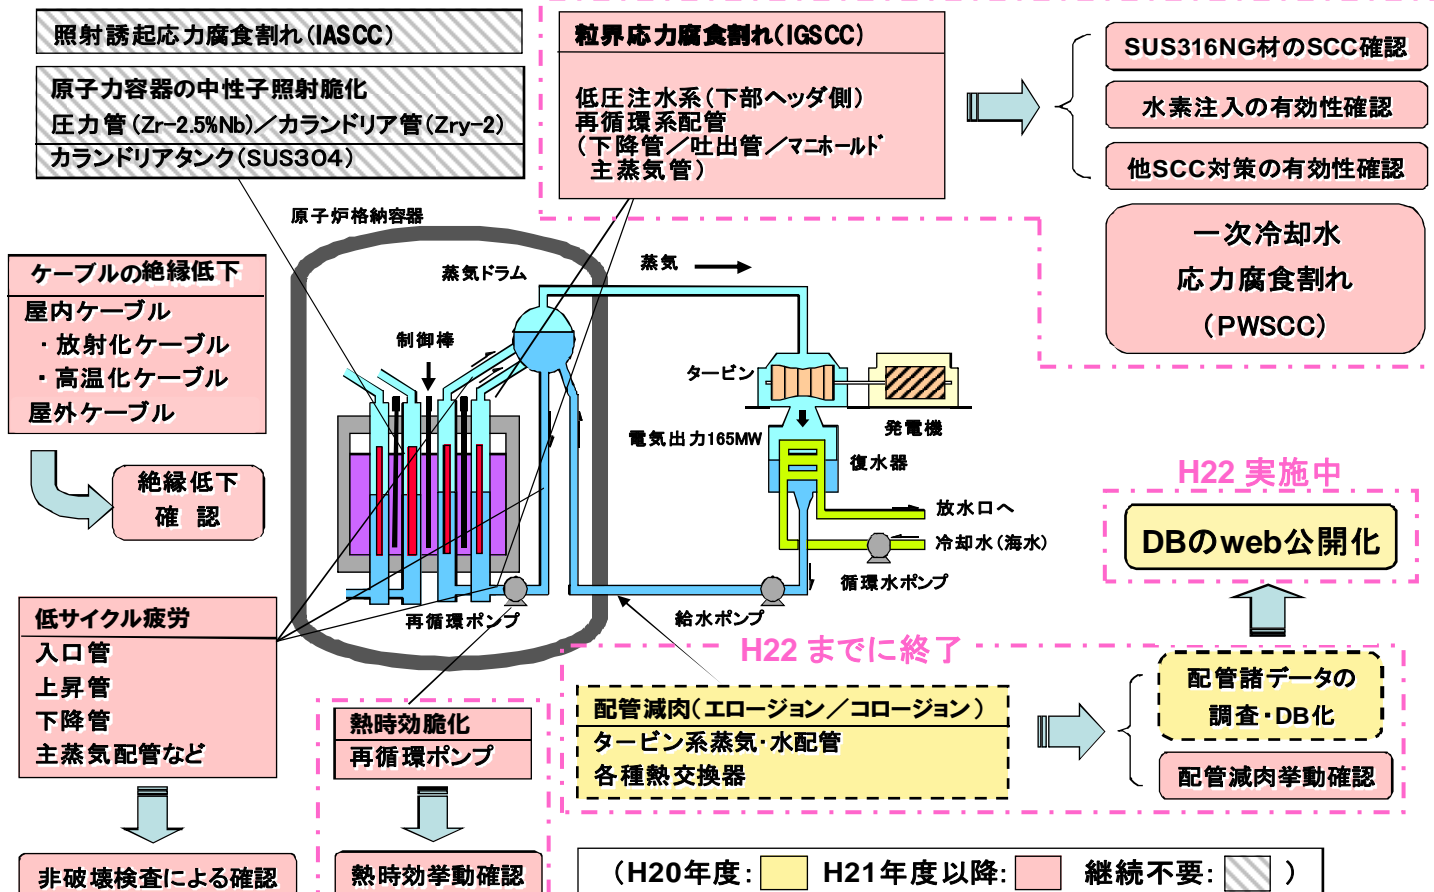 照射誘起応力腐食割れ（IASCC）
原子力容器の中性子照射脆化
圧力管（Zr-2.5%Nb）／カランドリア管（Zry-2）
カランドリアタンク（SUS304）
粒界応力腐食割れ（IGSCC）
低圧注水系（下部ヘッダ側）
再循環系配管
（下降管／吐出管／マニホールド
主蒸気管）
SUS316NG材のSCC確認
水素注入の有効性確認
他SCC対策の有効性確認
一次冷却水
応力腐食割れ
（PWSCC）
原子炉格納容器
ケーブルの絶縁低下
屋内ケーブル
・放射化ケーブル
・高温化ケーブル
屋外ケーブル
絶縁低下
確 認
蒸気ドラム
蒸気
制御棒
タービン
発電機
電気出力165MW
復水器
放水口へ
冷却水（海水）
循環水ポンプ
給水ポンプ
再循環ポンプ
H22 実施中
DBのweb公開化
低サイクル疲労
入口管
上昇管
下降管
主蒸気配管など
非破壊検査による確認
熱時効脆化
再循環ポンプ
熱時効挙動確認
H22 までに終了
配管減肉（エロージョン／コロージョン）
タービン系蒸気・水配管
各種熱交換器
配管諸データの
調査・DB化
配管減肉挙動確認
（H20年度: H21年度以降: 継続不要: ）